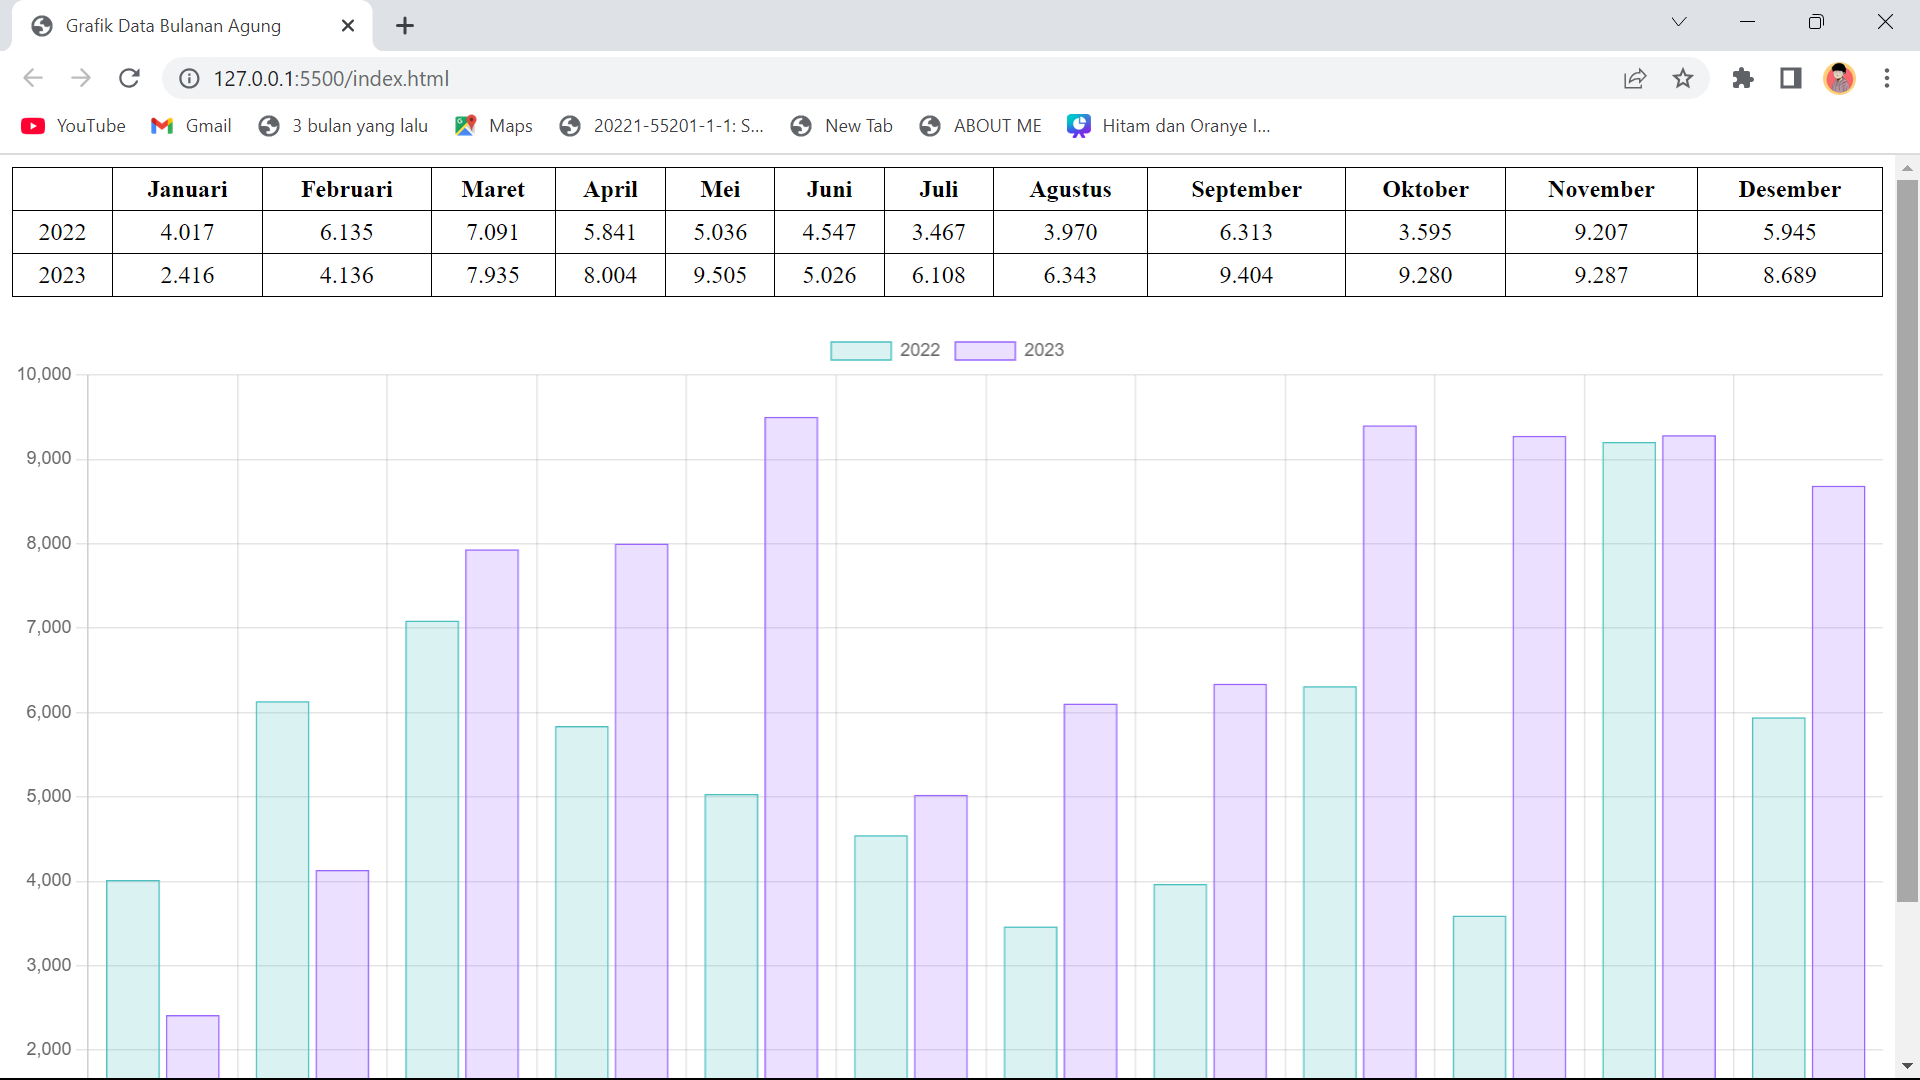 Grafik Data Bulanan Agung
127.0.0.1:5500/index.html
YouTube Gmail 3 bulan yang lalu Maps 20221-55201-1-1: S... New Tab ABOUT ME Hitam dan Oranye I...
Januari Februari Maret April Mei Juni Juli Agustus September Oktober November Desember
2022 4.017 6.135 7.091 5.841 5.036 4.547 3.467 3.970 6.313 3.595 9.207 5.945
2023 2.416 4.136 7.935 8.004 9.505 5.026 6.108 6.343 9.404 9.280 9.287 8.689
2022 2023
10,000
9,000
8,000
7,000
6,000
5,000
4,000
3,000
2,000